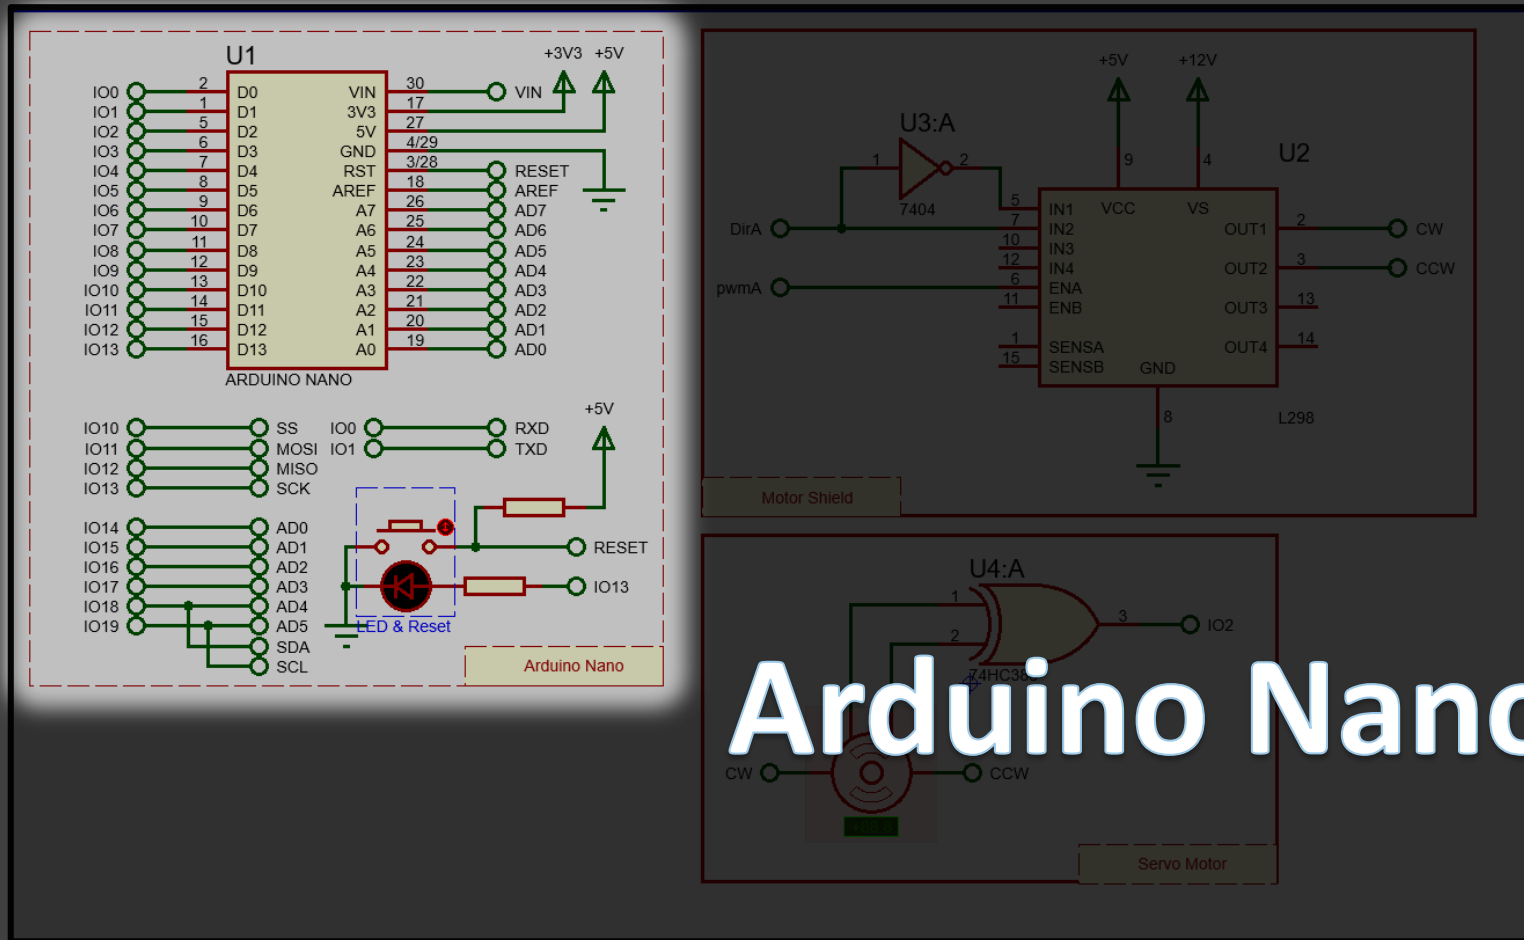 U1
+3V3 +5V
IO0 2 D0 VIN 30 VIN
IO1 1 D1 3V3 17
IO2 5 D2 5V 27
IO3 6 D3 GND 4/29
IO4 7 D4 RST 3/28 RESET
IO5 8 D5 AREF 18 AREF
IO6 9 D6 A7 26 AD7
IO7 10 D7 A6 25 AD6
IO8 11 D8 A5 24 AD5
IO9 12 D9 A4 23 AD4
IO10 13 D10 A3 22 AD3
IO11 14 D11 A2 21 AD2
IO12 15 D12 A1 20 AD1
IO13 16 D13 A0 19 AD0
ARDUINO NANO
+5V
IO10 SS IO0 RXD
IO11 MOSI IO1 TXD
IO12 MISO
IO13 SCK
IO14 AD0
IO15 AD1 RESET
IO16 AD2
IO17 AD3 IO13
IO18 AD4
IO19 AD5 LED & Reset
SDA
SCL
Arduino Nano
+5V +12V
U3:A
U2
1 2 9 4
7404
5 IN1 VCC VS
DirA 7 IN2 OUT1 2 CW
10 IN3
12 IN4 OUT2 3 CCW
pwmA 6 ENA
11 ENB OUT3 13
1 SENSA OUT4 14
15 SENSB GND
8 L298
Motor Shield
U4:A
1
3 IO2
2
Arduino Nano
CW CCW
Servo Motor